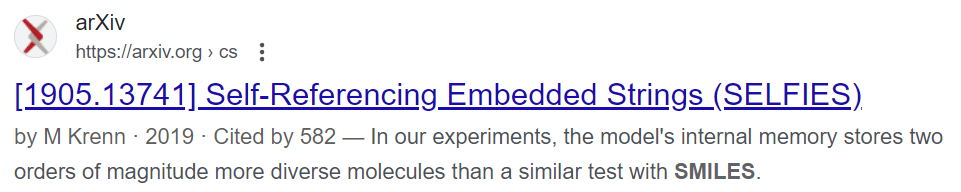 arXiv
https://arxiv.org › cs
[1905.13741] Self-Referencing Embedded Strings (SELFIES)
by M Krenn · 2019 · Cited by 582 — In our experiments, the model's internal memory stores two
orders of magnitude more diverse molecules than a similar test with SMILES.